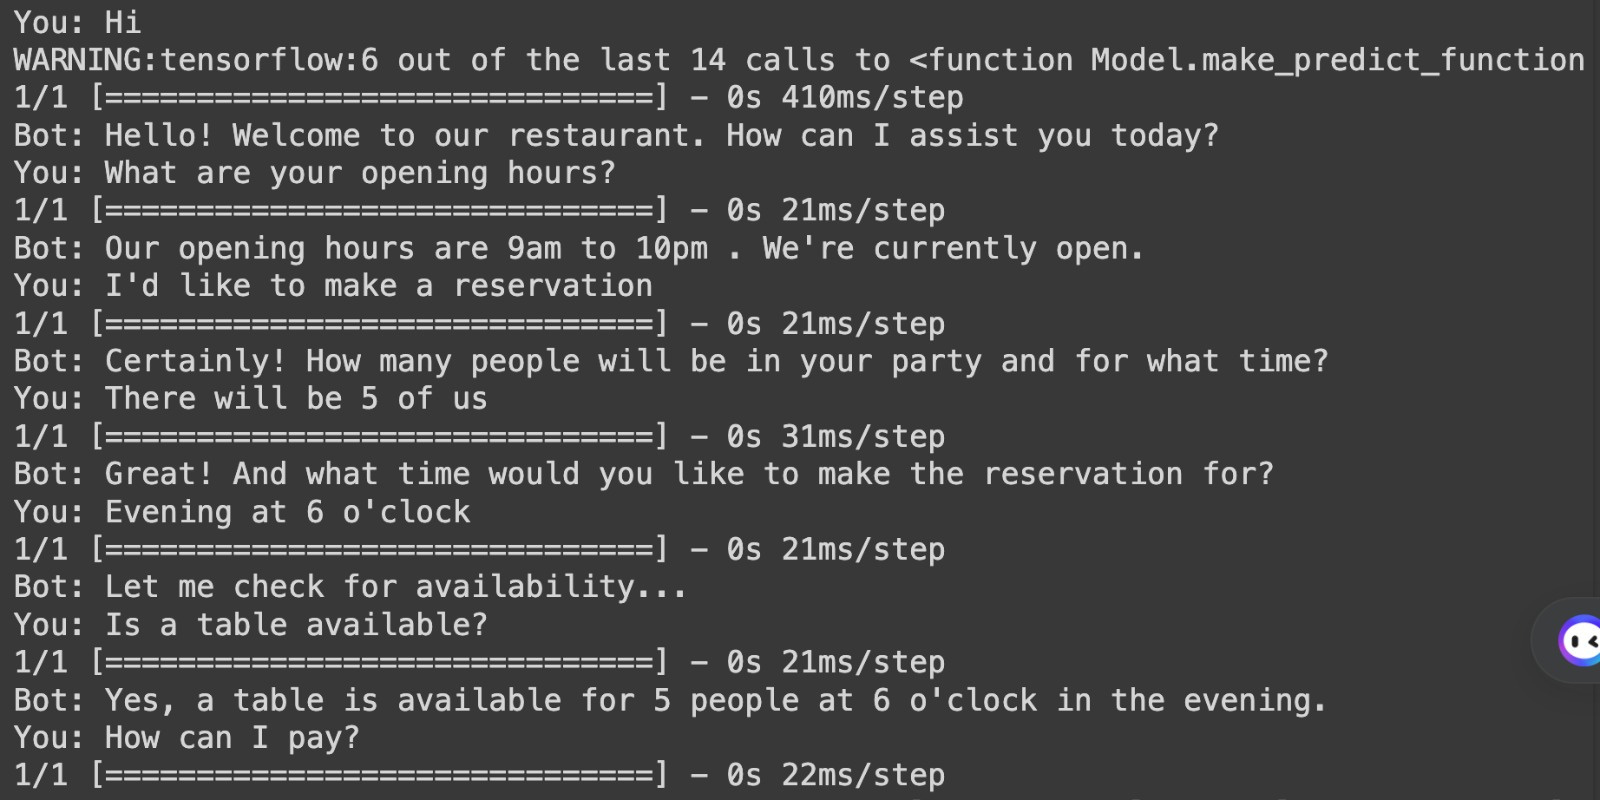 You: Hi
WARNING:tensorflow:6 out of the last 14 calls to <function Model.make_predict_function
1/1 [==============================] - 0s 410ms/step
Bot: Hello! Welcome to our restaurant. How can I assist you today?
You: What are your opening hours?
1/1 [==============================] - 0s 21ms/step
Bot: Our opening hours are 9am to 10pm . We're currently open.
You: I'd like to make a reservation
1/1 [==============================] - 0s 21ms/step
Bot: Certainly! How many people will be in your party and for what time?
You: There will be 5 of us
1/1 [==============================] - 0s 31ms/step
Bot: Great! And what time would you like to make the reservation for?
You: Evening at 6 o'clock
1/1 [==============================] - 0s 21ms/step
Bot: Let me check for availability...
You: Is a table available?
1/1 [==============================] - 0s 21ms/step
Bot: Yes, a table is available for 5 people at 6 o'clock in the evening.
You: How can I pay?
1/1 [==============================] - 0s 22ms/step